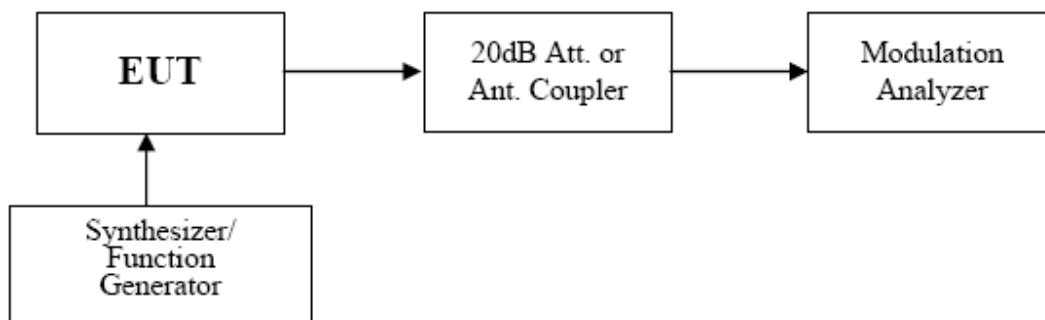 EUT
20dB Att. or
Ant. Coupler
Modulation
Analyzer
Synthesizer/
Function
Generator